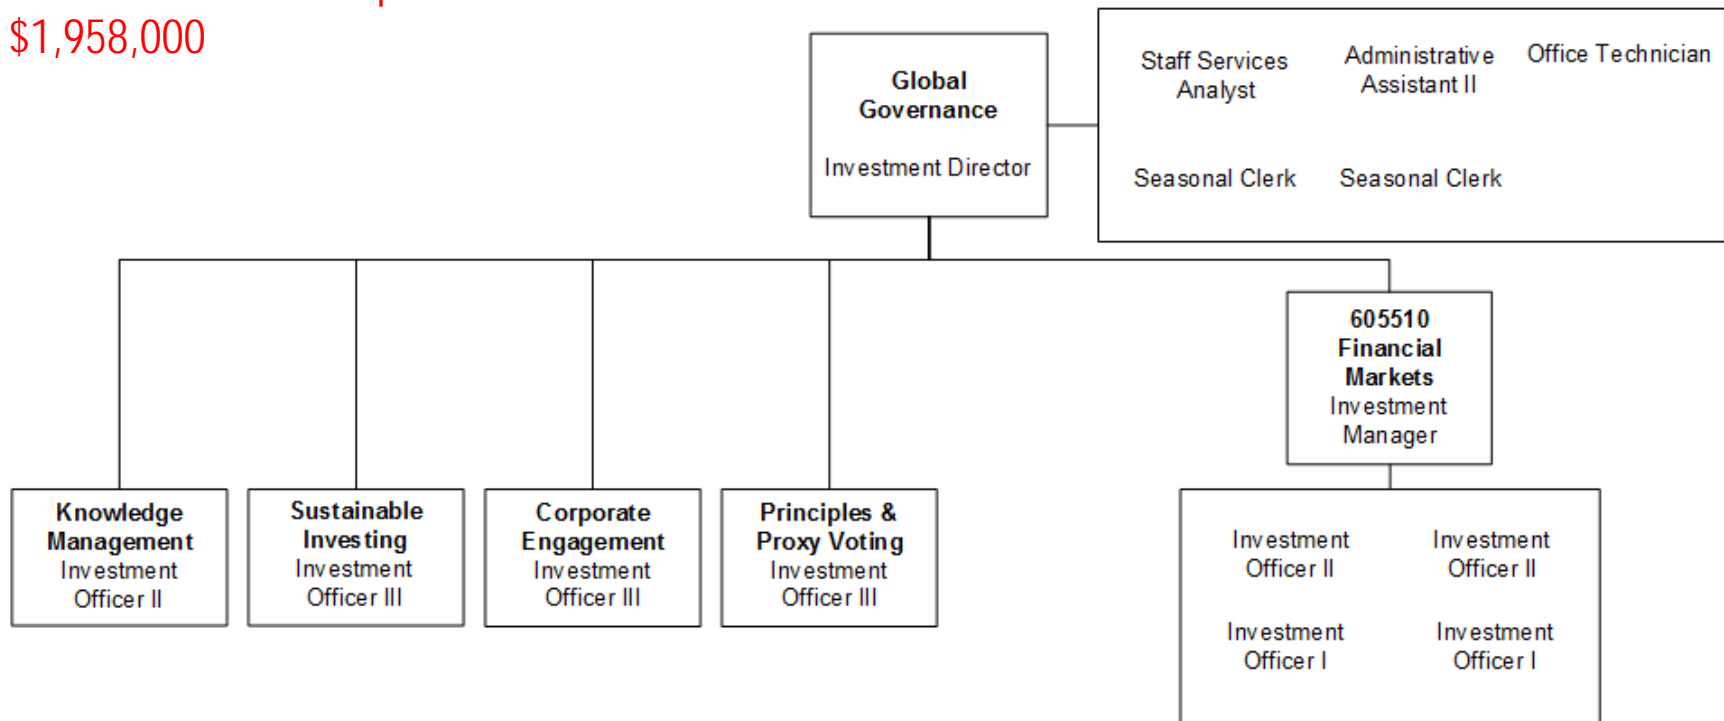 $1,958,000
Global
Governance
Investment Director
Staff Services
Analyst
Administrative
Assistant II
Office Technician
Seasonal Clerk
Seasonal Clerk
605510
Financial
Markets
Investment
Manager
Knowledge
Management
Investment
Officer II
Sustainable
Investing
Investment
Officer III
Corporate
Engagement
Investment
Officer III
Principles &
Proxy Voting
Investment
Officer III
Investment
Officer II
Investment
Officer II
Investment
Officer I
Investment
Officer I